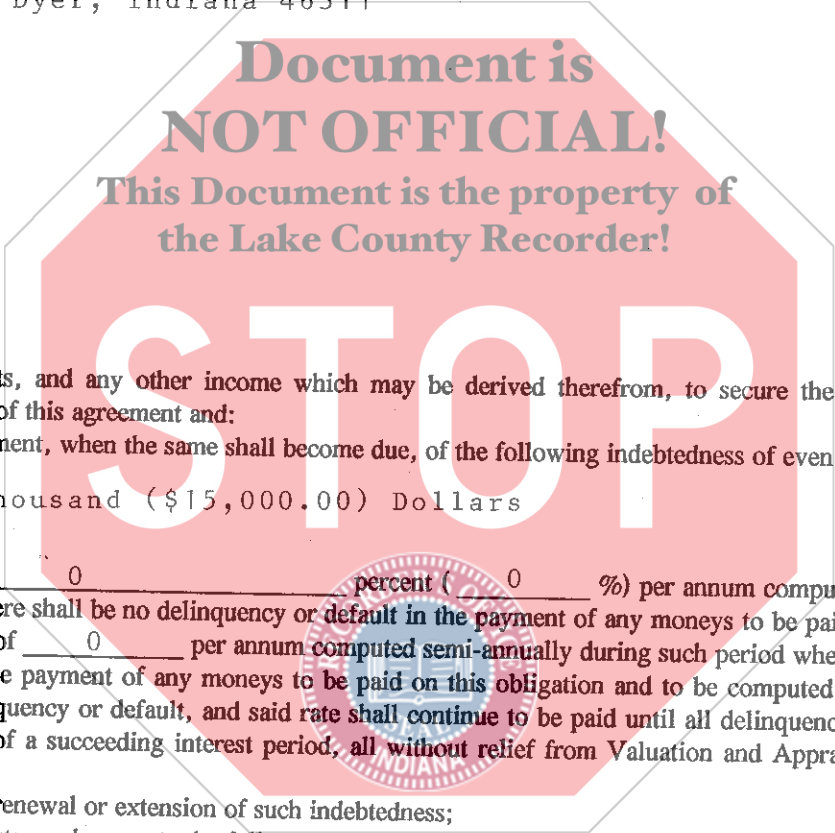 Dyer, Indiana 46311
Document is
NOT OFFICIAL!
This Document is the property of
the Lake County Recorder!
STOP
ts, and any other income which may be derived therefrom, to secure the
of this agreement and:
ment, when the same shall become due, of the following indebtedness of even
housand ($15,000.00) Dollars
0 percent ( 0 %) per annum compu
ere shall be no delinquency or default in the payment of any moneys to be pai
of 0 per annum computed semi-annually during such period whe
e payment of any moneys to be paid on this obligation and to be computed
quency or default, and said rate shall continue to be paid until all delinquenc
of a succeeding interest period, all without relief from Valuation and Appra
renewal or extension of such indebtedness;
RECORDER'S OFFICE
SEAL
INDIANA